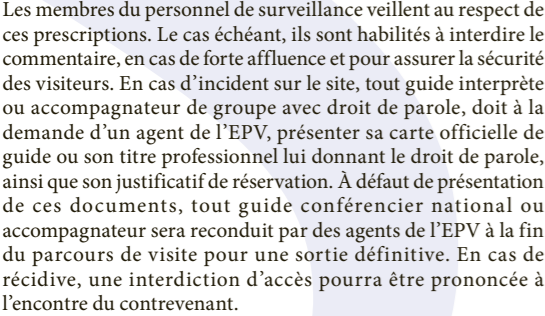 Les membres du personnel de surveillance veillent au respect de
ces prescriptions. Le cas échéant, ils sont habilités à interdire le
commentaire, en cas de forte affluence et pour assurer la sécurité
des visiteurs. En cas d’incident sur le site, tout guide interprète
ou accompagnateur de groupe avec droit de parole, doit à la
demande d’un agent de l’EPV, présenter sa carte officielle de
guide ou son titre professionnel lui donnant le droit de parole,
ainsi que son justificatif de réservation. À défaut de présentation
de ces documents, tout guide conférencier national ou
accompagnateur sera reconduit par des agents de l’EPV à la fin
du parcours de visite pour une sortie définitive. En cas de
récidive, une interdiction d’accès pourra être prononcée à
l’encontre du contrevenant.